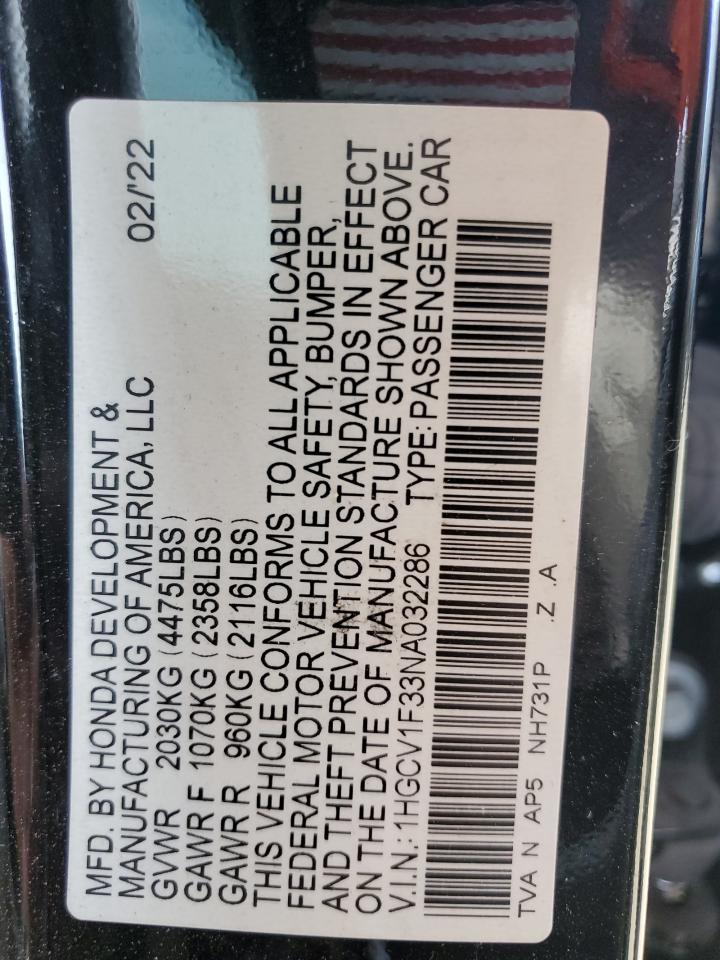 MFD. BY HONDA DEVELOPMENT &
MANUFACTURING OF AMERICA, LLC 02/'22
GVWR 2030KG (4475LBS)
GAWR F 1070KG (2358LBS)
GAWR R 960KG (2116LBS)
THIS VEHICLE CONFORMS TO ALL APPLICABLE
FEDERAL MOTOR VEHICLE SAFETY, BUMPER,
AND THEFT PREVENTION STANDARDS IN EFFECT
ON THE DATE OF MANUFACTURE SHOWN ABOVE.
V.I.N.: 1HGCV1F33NA032286 TYPE: PASSENGER CAR
TVA N AP5 NH731P .Z .A